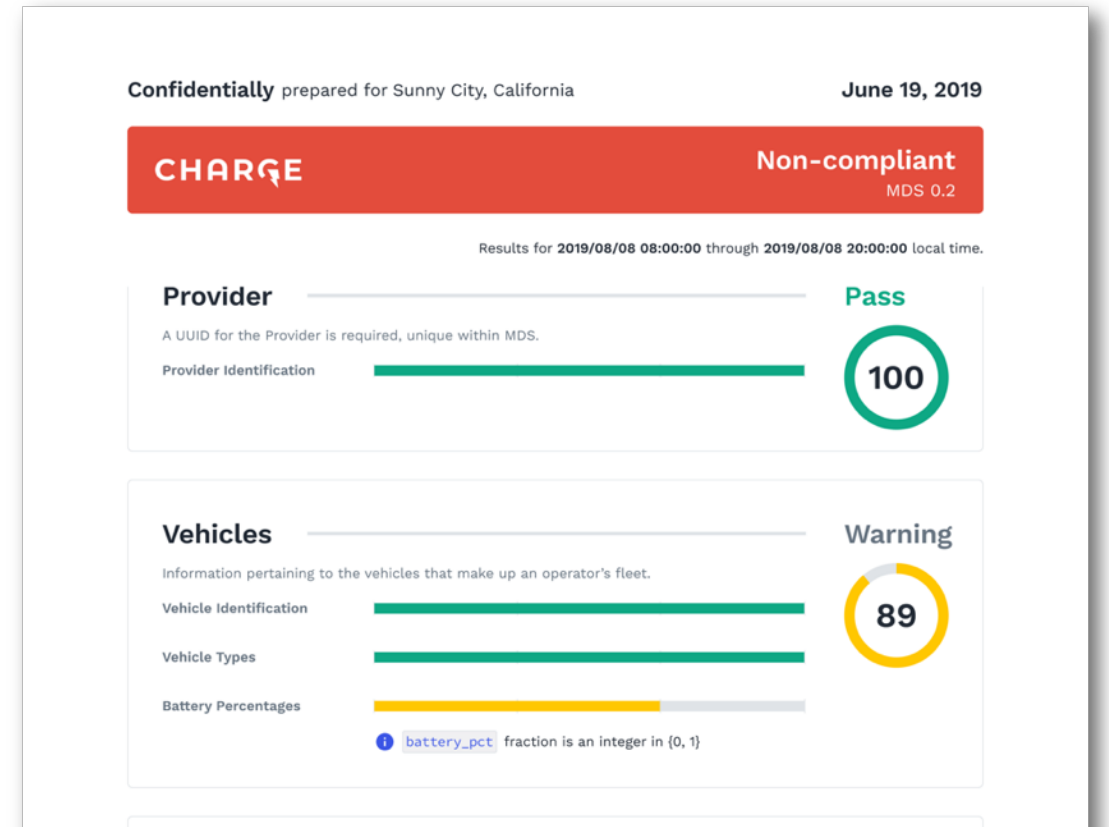 Confidentially prepared for Sunny City, California
June 19, 2019
CHARGE
Non-compliant
MDS 0.2
Results for 2019/08/08 08:00:00 through 2019/08/08 20:00:00 local time.
Provider
Pass
A UUID for the Provider is required, unique within MDS.
Provider Identification
100
Vehicles
Warning
Information pertaining to the vehicles that make up an operator's fleet.
Vehicle Identification
89
Vehicle Types
Battery Percentages
i battery_pct fraction is an integer in {0, 1}